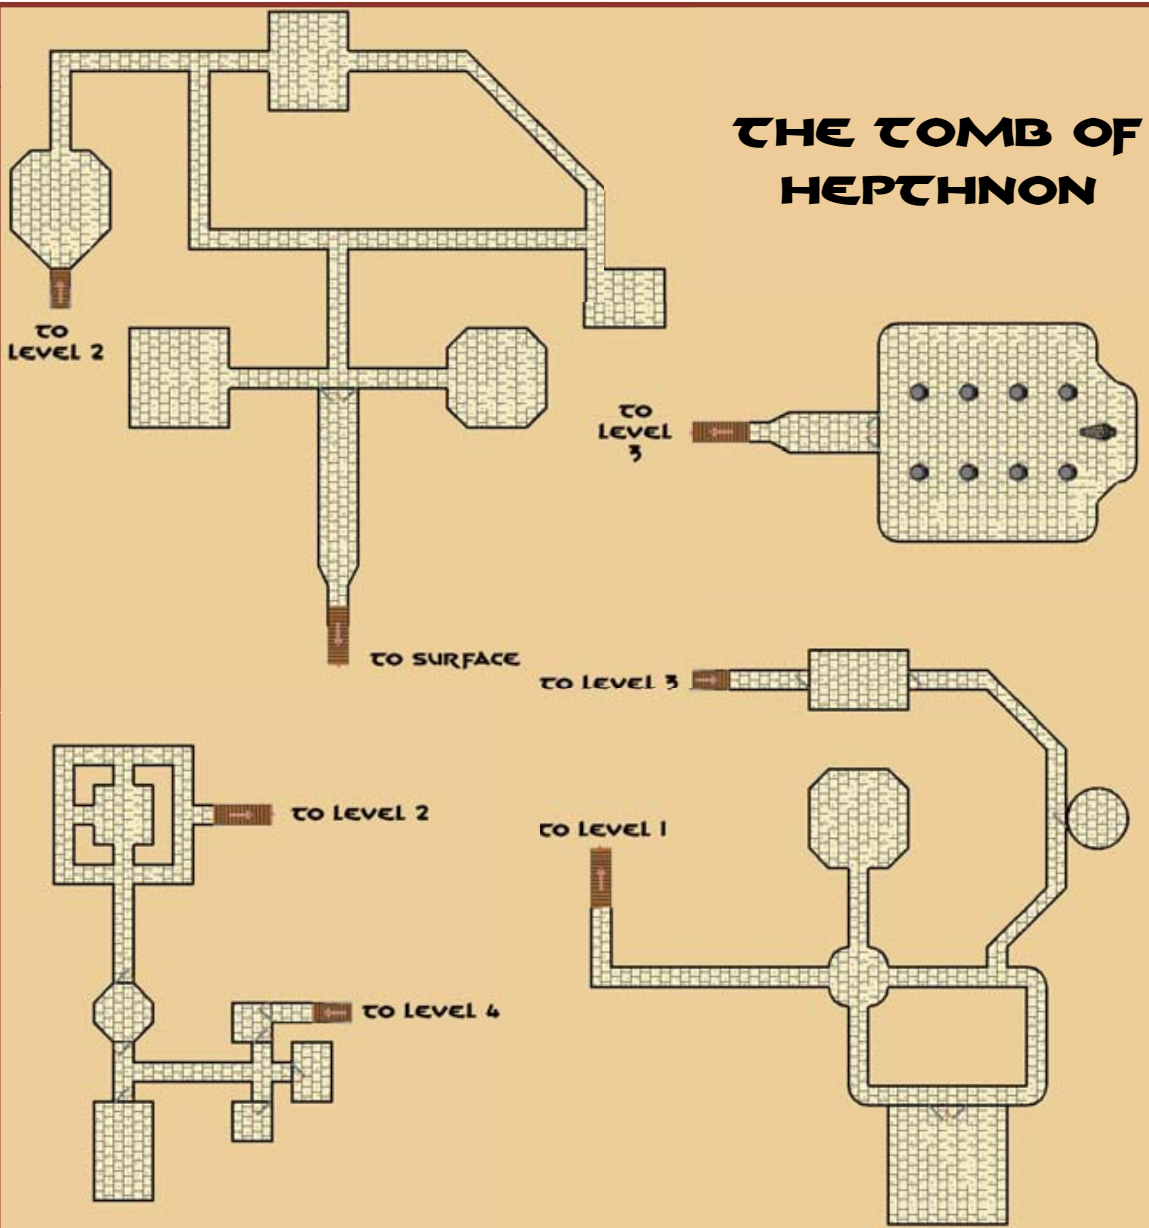 THE TOMB OF
HEPTHNON
TO
LEVEL 2
TO
LEVEL
3
TO SURFACE
TO LEVEL 3
TO LEVEL 2
TO LEVEL 1
TO LEVEL 4